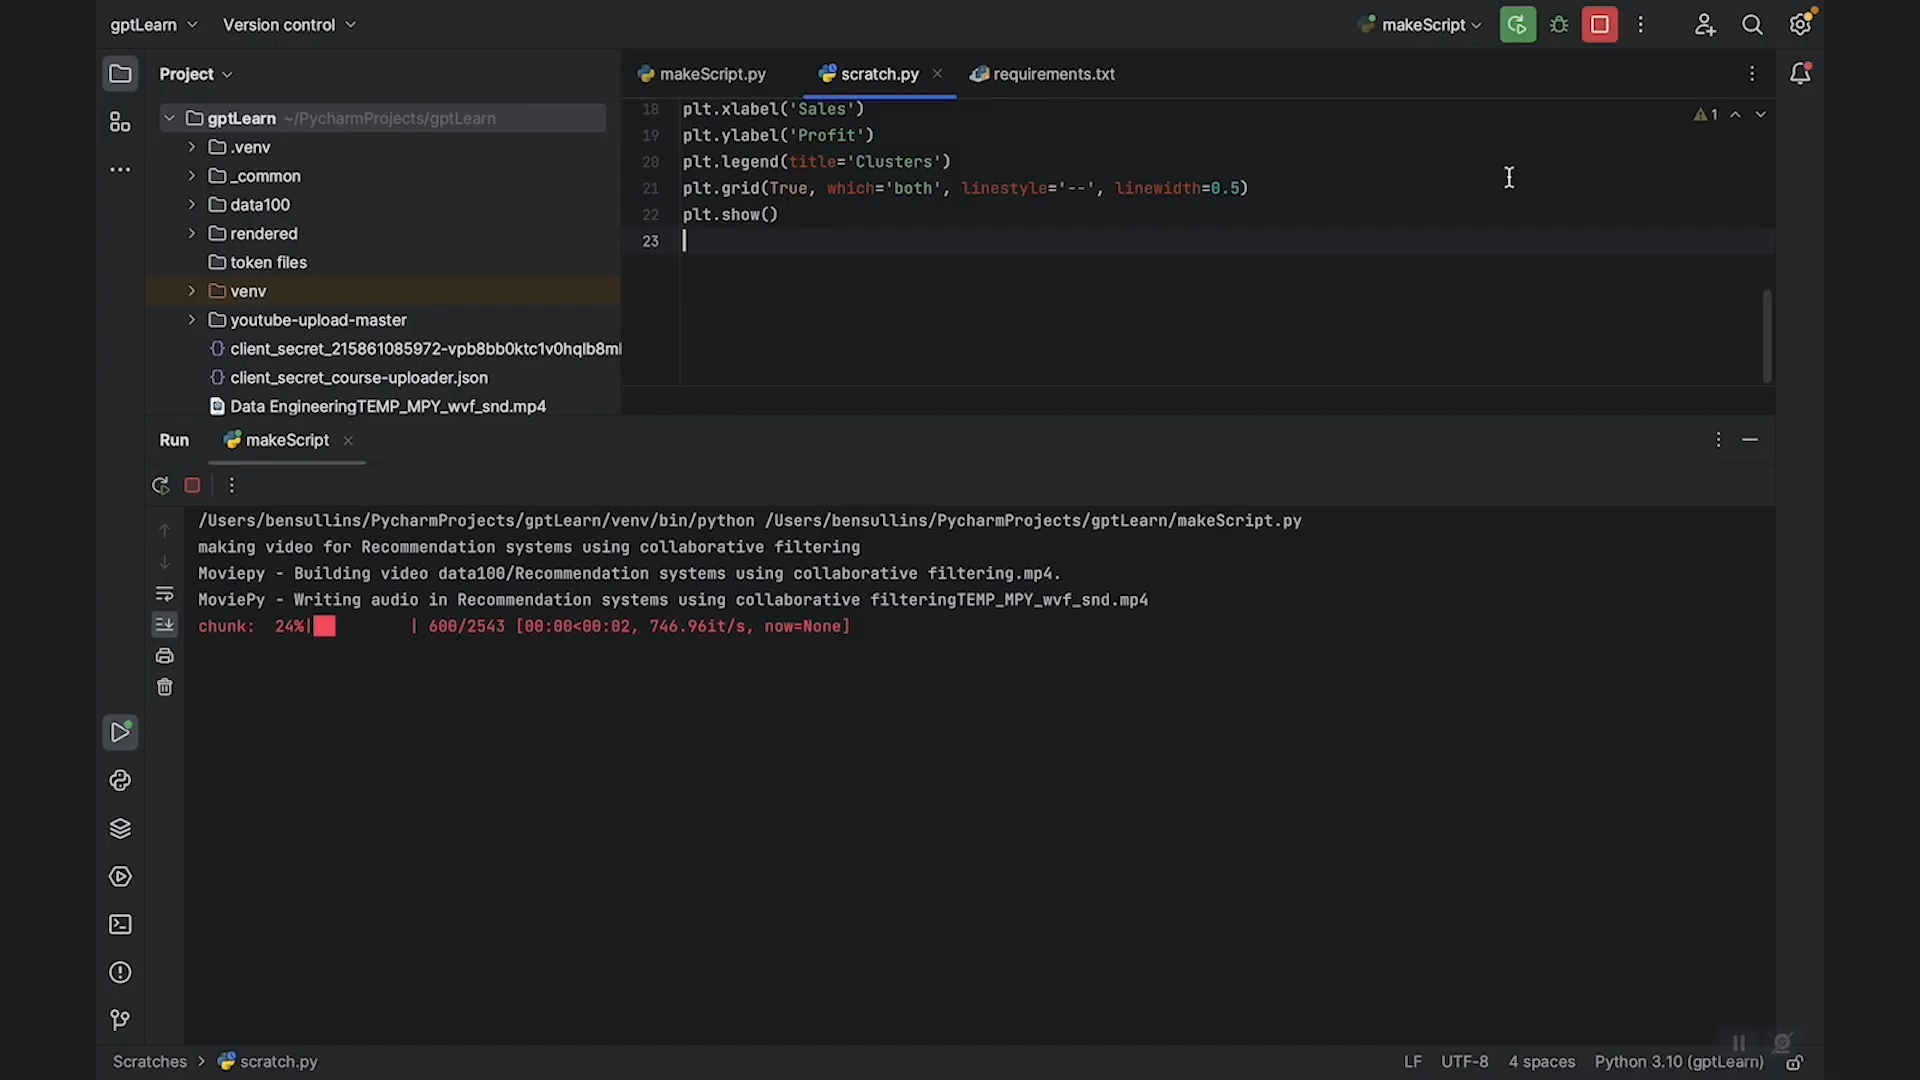 gptLearn
Version control
makeScript
Project
makeScript.py
scratch.py
requirements.txt
gptLearn ~/PycharmProjects/gptLearn
.venv
_common
data100
rendered
token files
venv
youtube-upload-master
client_secret_215861085972-vpb8bb0ktc1v0hqlb8ml
client_secret_course-uploader.json
Data EngineeringTEMP_MPY_wvf_snd.mp4
18 plt.xlabel('Sales')
19 plt.ylabel('Profit')
20 plt.legend(title='Clusters')
21 plt.grid(True, which='both', linestyle='--', linewidth=0.5)
22 plt.show()
23
1
Run
makeScript
/Users/bensullins/PycharmProjects/gptLearn/venv/bin/python /Users/bensullins/PycharmProjects/gptLearn/makeScript.py
making video for Recommendation systems using collaborative filtering
Moviepy - Building video data100/Recommendation systems using collaborative filtering.mp4.
MoviePy - Writing audio in Recommendation systems using collaborative filteringTEMP_MPY_wvf_snd.mp4
chunk: 24%| | 600/2543 [00:00<00:02, 746.96it/s, now=None]
Scratches > scratch.py
LF
UTF-8
4 spaces
Python 3.10 (gptLearn)